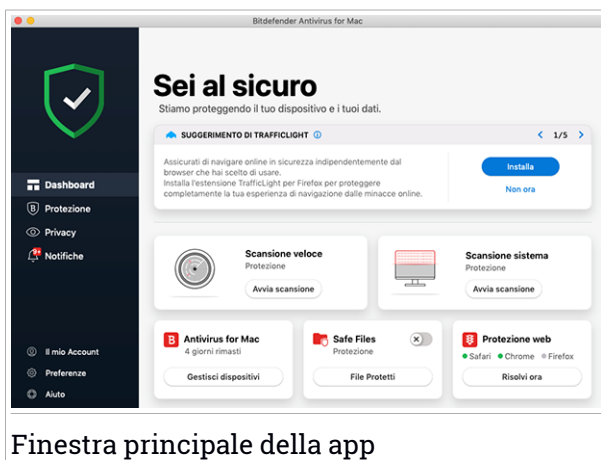 Bitdefender Antivirus for Mac
Sei al sicuro
Stiamo proteggendo il tuo dispositivo e i tuoi dati.
SUGGERIMENTO DI TRAFFICLIGHT
1/5
Assicurati di navigare online in sicurezza indipendentemente dal
browser che hai scelto di usare.
Installa l'estensione TrafficLight per Firefox per proteggere
completamente la tua esperienza di navigazione dalle minacce online.
Installa
Non ora
Dashboard
B Protezione
Privacy
9+ Notifiche
Il mio Account
Preferenze
Aiuto
Scansione veloce
Protezione
Avvia scansione
Scansione sistema
Protezione
Avvia scansione
B Antivirus for Mac
4 giorni rimasti
Gestisci dispositivi
Safe Files
Protezione
File Protetti
Protezione web
Safari Chrome Firefox
Risolvi ora
Finestra principale della app